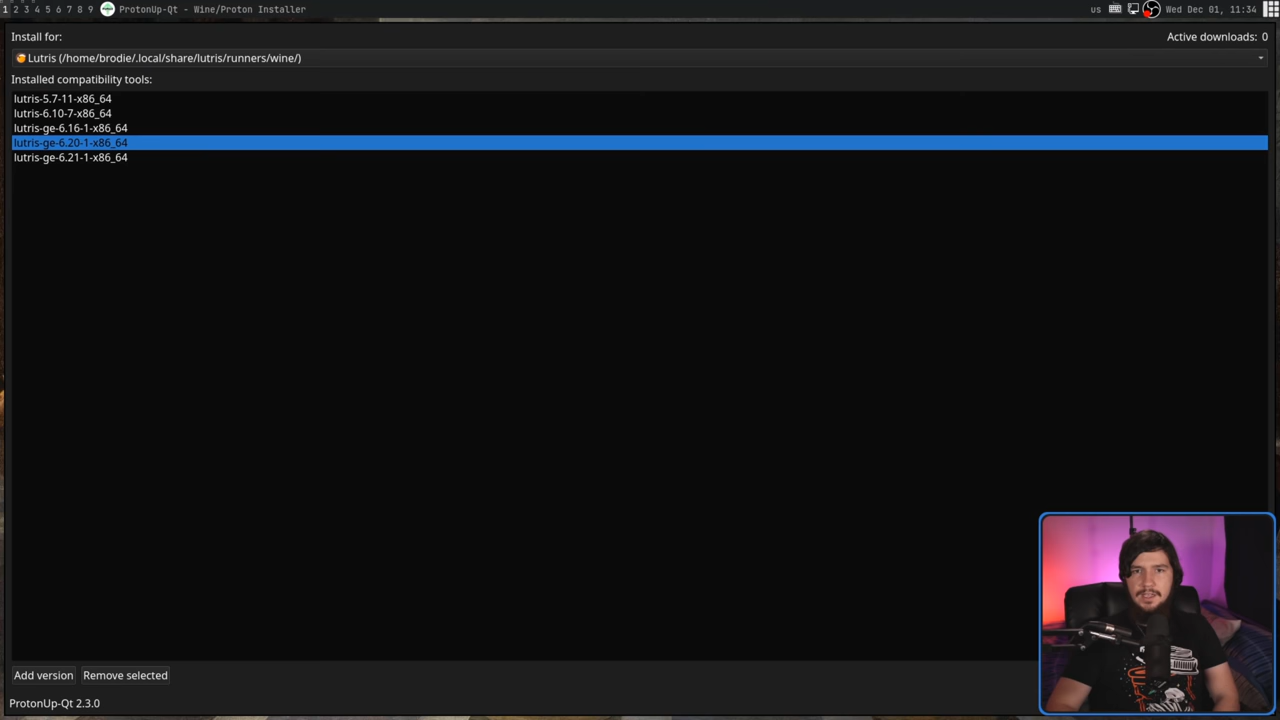 1 2 3 4 5 6 7 8 9 ProtonUp-Qt - Wine/Proton Installer us Wed Dec 01, 11:34
Install for: Active downloads: 0
Lutris (/home/brodie/.local/share/lutris/runners/wine/)
Installed compatibility tools:
lutris-5.7-11-x86_64
lutris-6.10-7-x86_64
lutris-ge-6.16-1-x86_64
lutris-ge-6.20-1-x86_64
lutris-ge-6.21-1-x86_64
Add version Remove selected
ProtonUp-Qt 2.3.0